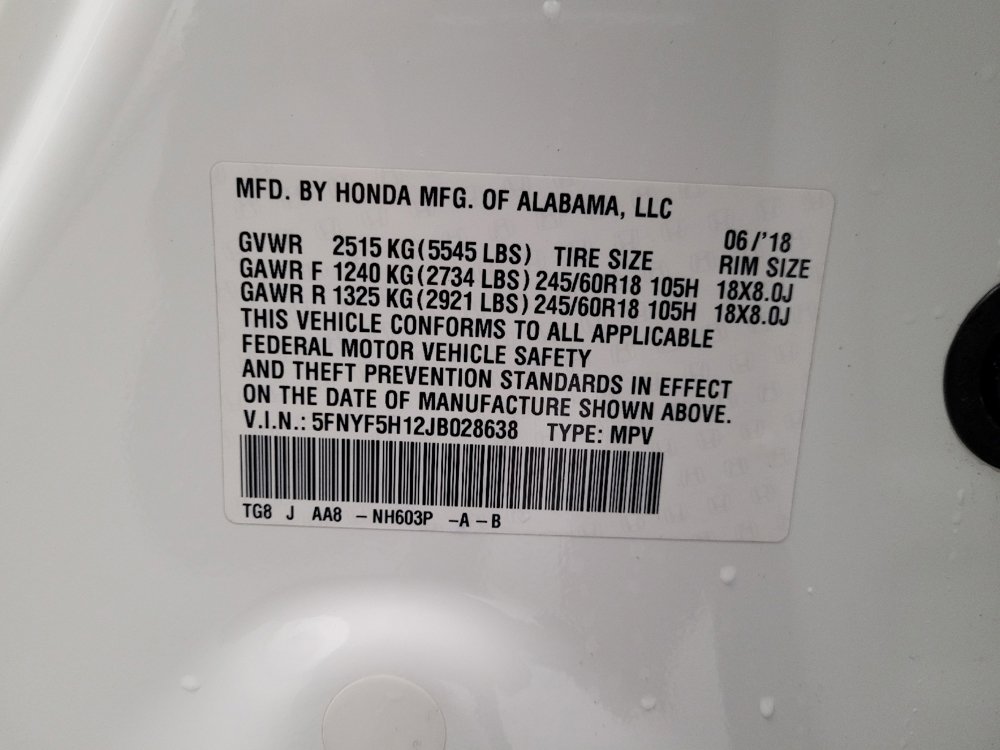 MFD. BY HONDA MFG. OF ALABAMA, LLC
06/'18
GVWR 2515 KG (5545 LBS) TIRE SIZE RIM SIZE
GAWR F 1240 KG (2734 LBS) 245/60R18 105H 18X8.0J
GAWR R 1325 KG (2921 LBS) 245/60R18 105H 18X8.0J
THIS VEHICLE CONFORMS TO ALL APPLICABLE
FEDERAL MOTOR VEHICLE SAFETY
AND THEFT PREVENTION STANDARDS IN EFFECT
ON THE DATE OF MANUFACTURE SHOWN ABOVE.
V.I.N.: 5FNYF5H12JB028638 TYPE: MPV
TG8 J AA8 -NH603P -A-B